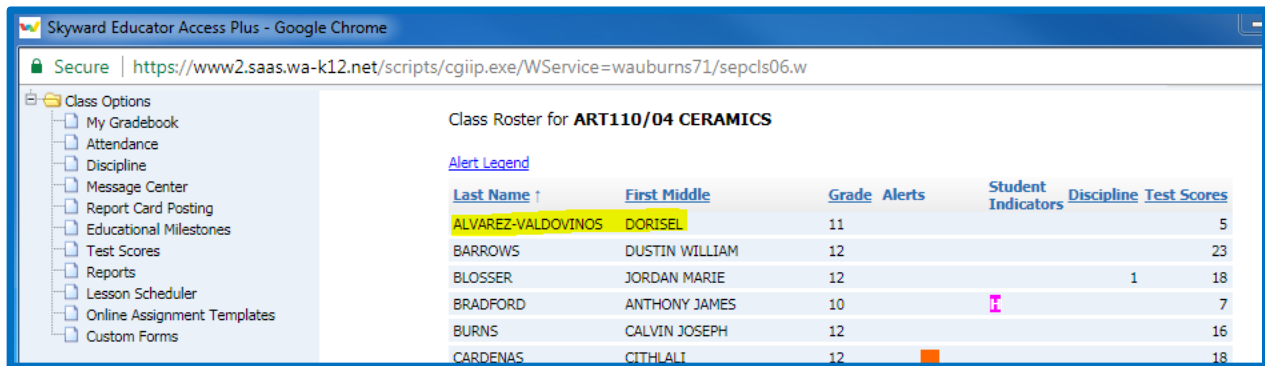 Skyward Educator Access Plus - Google Chrome
Secure | https://www2.saas.wa-k12.net/scripts/cgiip.exe/WService=wauburns71/sepcls06.w
Class Options
My Gradebook
Attendance
Discipline
Message Center
Report Card Posting
Educational Milestones
Test Scores
Reports
Lesson Scheduler
Online Assignment Templates
Custom Forms
Class Roster for ART110/04 CERAMICS
Alert Legend
Last Name ↑ First Middle Grade Alerts Student Indicators Discipline Test Scores
ALVAREZ-VALDOVINOS DORISEL 11 5
BARROWS DUSTIN WILLIAM 12 23
BLOSSER JORDAN MARIE 12 1 18
BRADFORD ANTHONY JAMES 10 H 7
BURNS CALVIN JOSEPH 12 16
CARDENAS CITHLALI 12 18